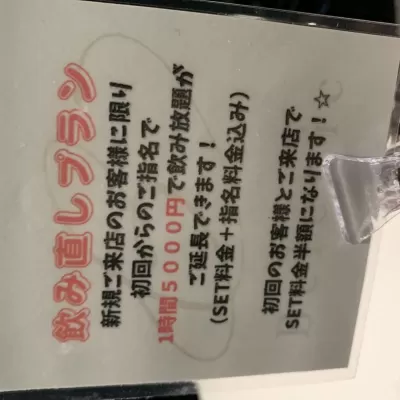 飲み直しプラン
新規ご来店のお客様に限り
初回からのご指名で
1時間5000円で飲み放題が
ご延長できます！
（SET料金＋指名料金込み）
初回のお客様とご来店で
SET料金半額になります！☆